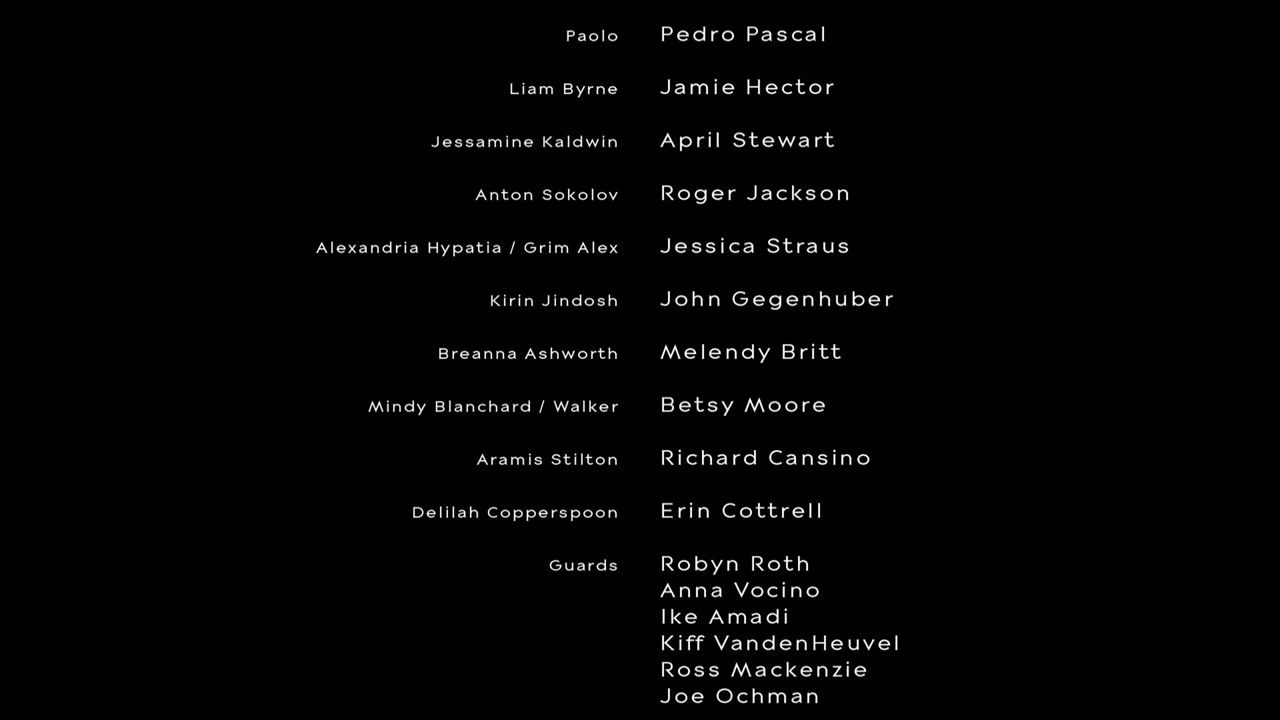 Paolo Pedro Pascal
Liam Byrne Jamie Hector
Jessamine Kaldwin April Stewart
Anton Sokolov Roger Jackson
Alexandria Hypatia / Grim Alex Jessica Straus
Kirin Jindosh John Gegenhuber
Breanna Ashworth Melendy Britt
Mindy Blanchard / Walker Betsy Moore
Aramis Stilton Richard Cansino
Delilah Copperspoon Erin Cottrell
Guards Robyn Roth
Anna Vocino
Ike Amadi
Kiff VandenHeuvel
Ross Mackenzie
Joe Ochman